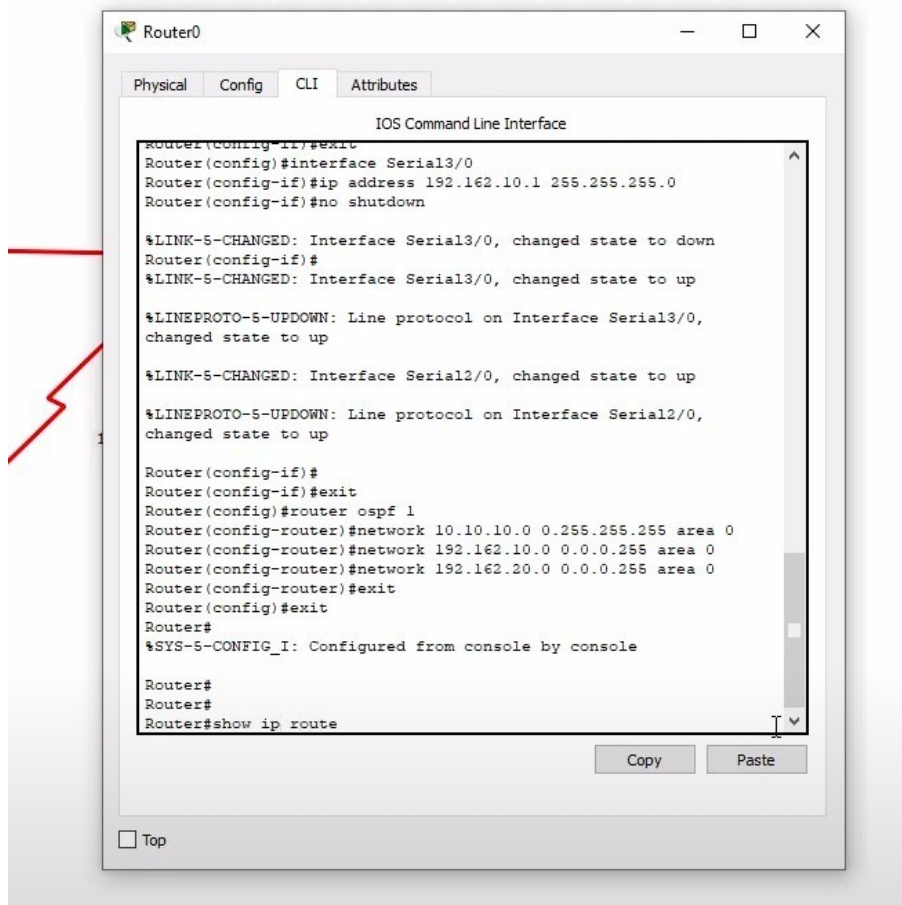 Router0
Physical Config CLI Attributes
IOS Command Line Interface
Router(config-if)#exit
Router(config)#interface Serial3/0
Router(config-if)#ip address 192.162.10.1 255.255.255.0
Router(config-if)#no shutdown
%LINK-5-CHANGED: Interface Serial3/0, changed state to down
Router(config-if)#
%LINK-5-CHANGED: Interface Serial3/0, changed state to up
%LINEPROTO-5-UPDOWN: Line protocol on Interface Serial3/0,
changed state to up
%LINK-5-CHANGED: Interface Serial2/0, changed state to up
%LINEPROTO-5-UPDOWN: Line protocol on Interface Serial2/0,
changed state to up
Router(config-if)#
Router(config-if)#exit
Router(config)#router ospf 1
Router(config-router)#network 10.10.10.0 0.255.255.255 area 0
Router(config-router)#network 192.162.10.0 0.0.0.255 area 0
Router(config-router)#network 192.162.20.0 0.0.0.255 area 0
Router(config-router)#exit
Router(config)#exit
Router#
%SYS-5-CONFIG_I: Configured from console by console
Router#
Router#
Router#show ip route
Copy Paste
Top